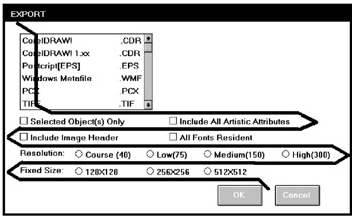 EXPORT
CorelDRAW! .CDR
CorelDRAW! 1.xx .CDR
Postcript[EPS] .EPS
Windows Metafile .WMF
PCX .PCX
TIFF .TIF
Selected Object(s) Only Include All Artistic Attributes
Include Image Header All Fonts Resident
Resolution: Course (40) Low(75) Medium(150) High(300)
Fixed Size: 128X128 256X256 512X512
OK Cancel